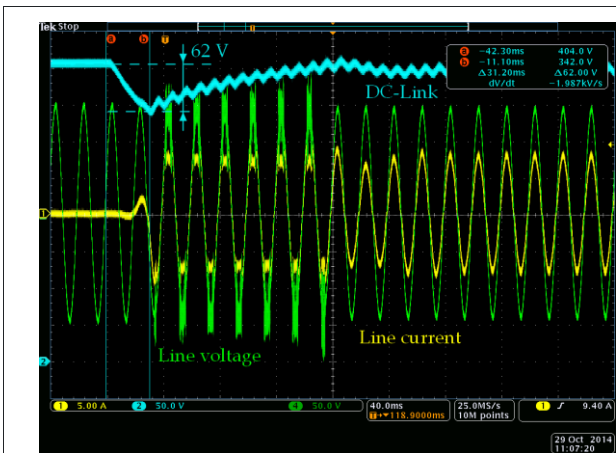 Tek Stop
a b T
T
62 V
a −42.30ms 404.0 V
b −11.10ms 342.0 V
Δ31.20ms Δ62.00 V
dV/dt −1.987kV/s
DC-Link
1
Line current
Line voltage
2
1 5.00 A 2 50.0 V 4 50.0 V 40.0ms 25.0MS/s 1 9.40 A
T→▾118.9000ms 10M points
29 Oct 2014
11:07:20